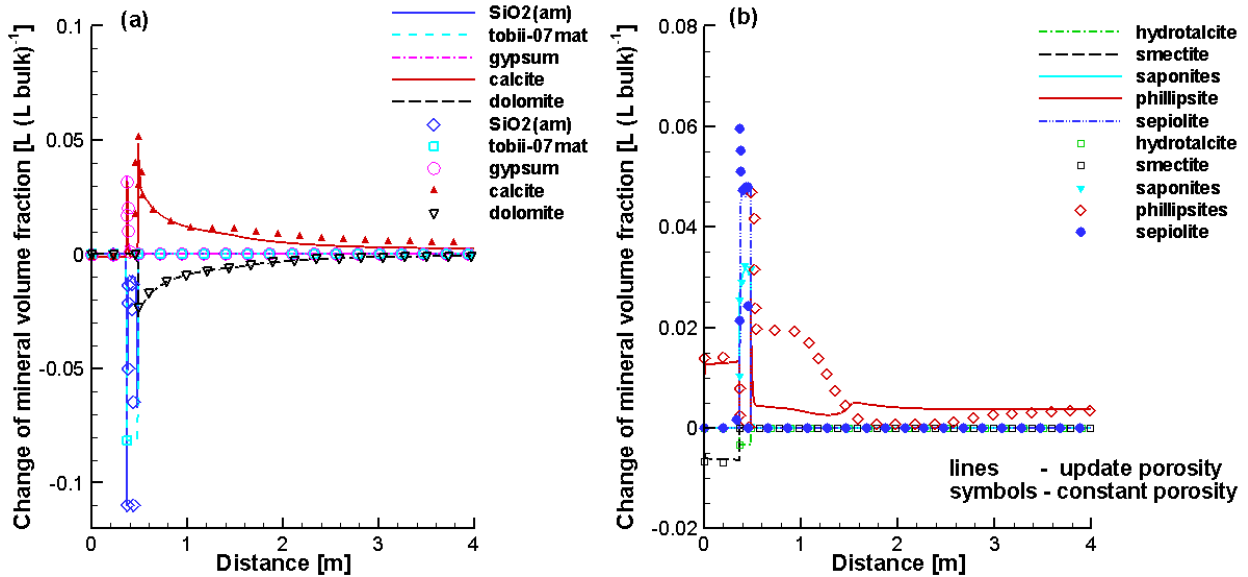 (a)
Change of mineral volume fraction [L (L bulk)⁻¹]
0.1
0.05
0
-0.05
-0.1
0
1
2
3
4
Distance [m]
SiO2(am)
tobii-07mat
gypsum
calcite
dolomite
SiO2(am)
tobii-07mat
gypsum
calcite
dolomite
(b)
Change of mineral volume fraction [L (L bulk)⁻¹]
0.08
0.06
0.04
0.02
0
-0.02
0
1
2
3
4
Distance [m]
hydrotalcite
smectite
saponites
phillipsite
sepiolite
hydrotalcite
smectite
saponites
phillipsites
sepiolite
lines - update porosity
symbols - constant porosity